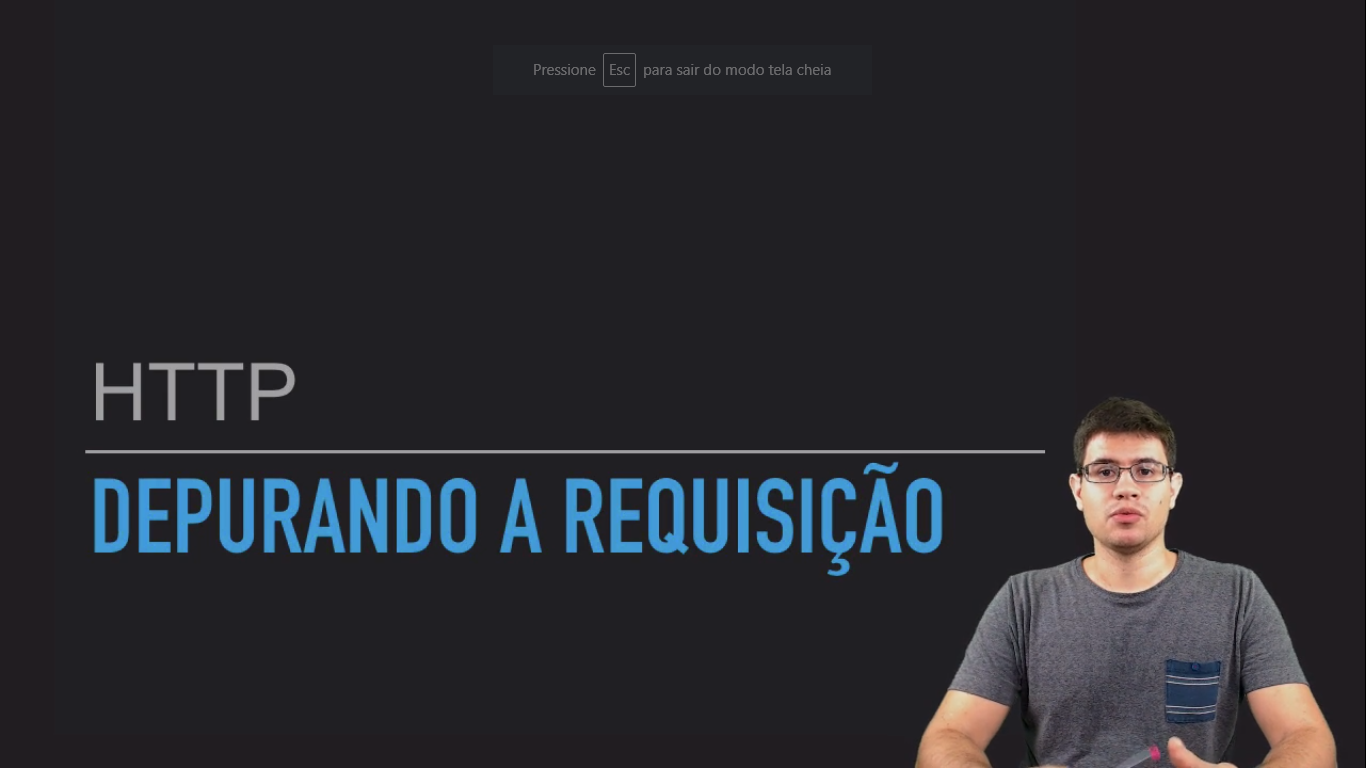 Pressione Esc para sair do modo tela cheia
HTTP
DEPURANDO A REQUISIÇÃO